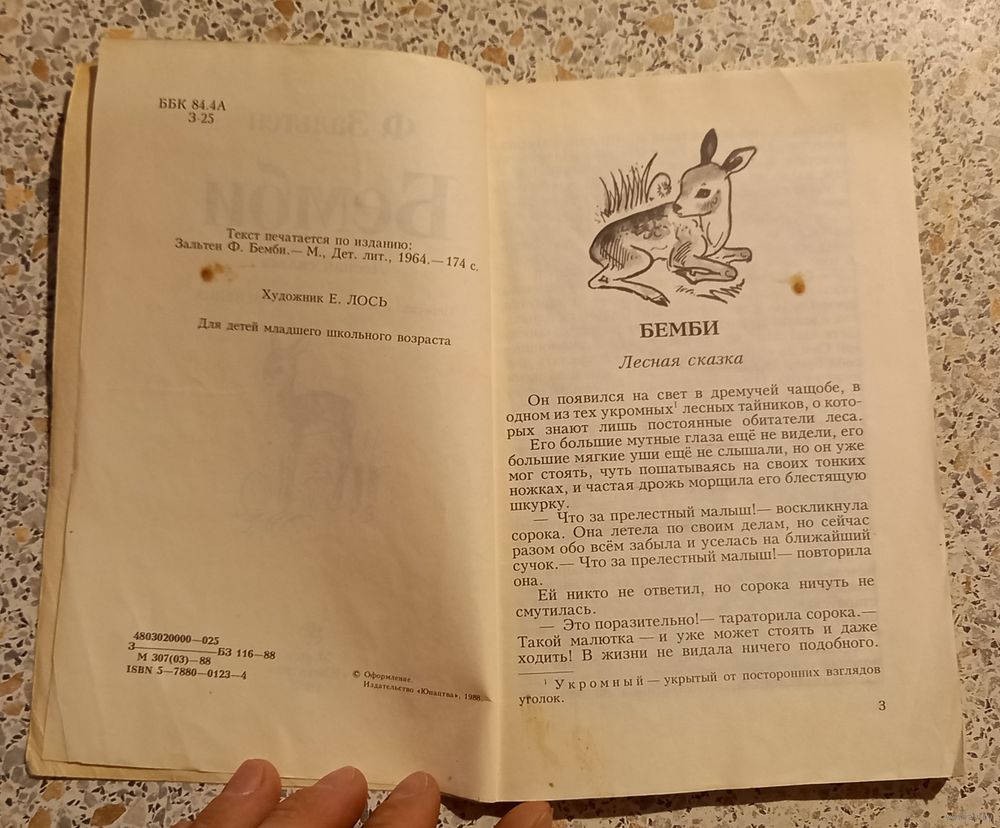 ББК 84.4А
З-25
Текст печатается по изданию:
Зальтен Ф. Бемби.— М., Дет. лит., 1964.—174 с.
Художник Е. ЛОСЬ
Для детей младшего школьного возраста
4803020000—025
З————БЗ 116—88
М 307(03)—88
ISBN 5—7880—0123—4
© Оформление.
Издательство «Юнацтва», 1988.
БЕМБИ
Лесная сказка
Он появился на свет в дремучей чащобе, в
одном из тех укромных¹ лесных тайников, о кото-
рых знают лишь постоянные обитатели леса.
Его большие мутные глаза ещё не видели, его
большие мягкие уши ещё не слышали, но он уже
мог стоять, чуть пошатываясь на своих тонких
ножках, и частая дрожь морщила его блестящую
шкурку.
— Что за прелестный малыш!— воскликнула
сорока. Она летела по своим делам, но сейчас
разом обо всём забыла и уселась на ближайший
сучок.— Что за прелестный малыш!— повторила
она.
Ей никто не ответил, но сорока ничуть не
смутилась.
— Это поразительно!— тараторила сорока.—
Такой малютка — и уже может стоять и даже
ходить! В жизни не видала ничего подобного.
¹ Укромный — укрытый от посторонних взглядов
уголок.
3